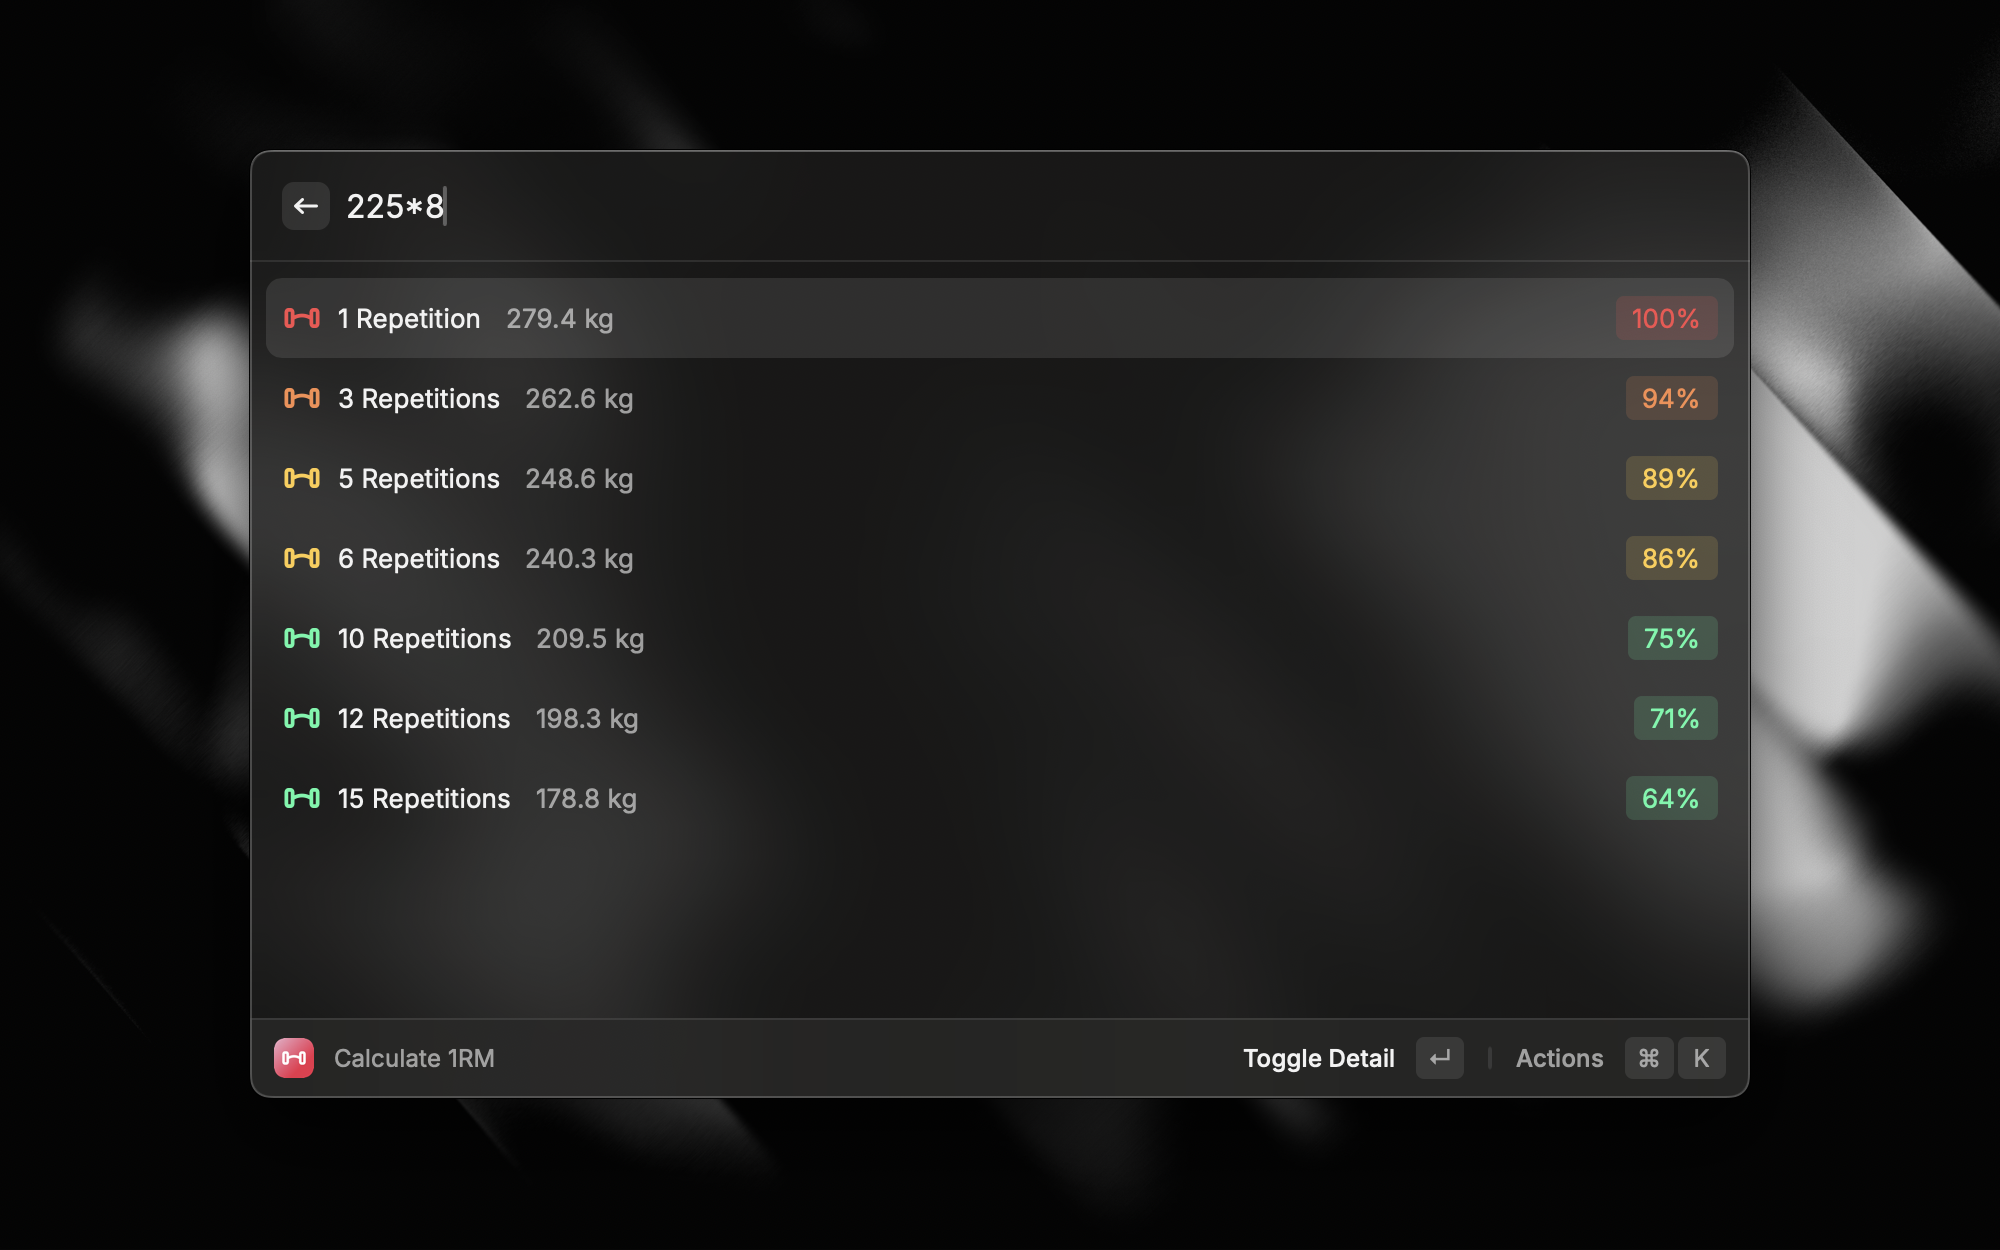 225*8
1 Repetition 279.4 kg 100%
3 Repetitions 262.6 kg 94%
5 Repetitions 248.6 kg 89%
6 Repetitions 240.3 kg 86%
10 Repetitions 209.5 kg 75%
12 Repetitions 198.3 kg 71%
15 Repetitions 178.8 kg 64%
Calculate 1RM Toggle Detail ↵ | Actions ⌘ K